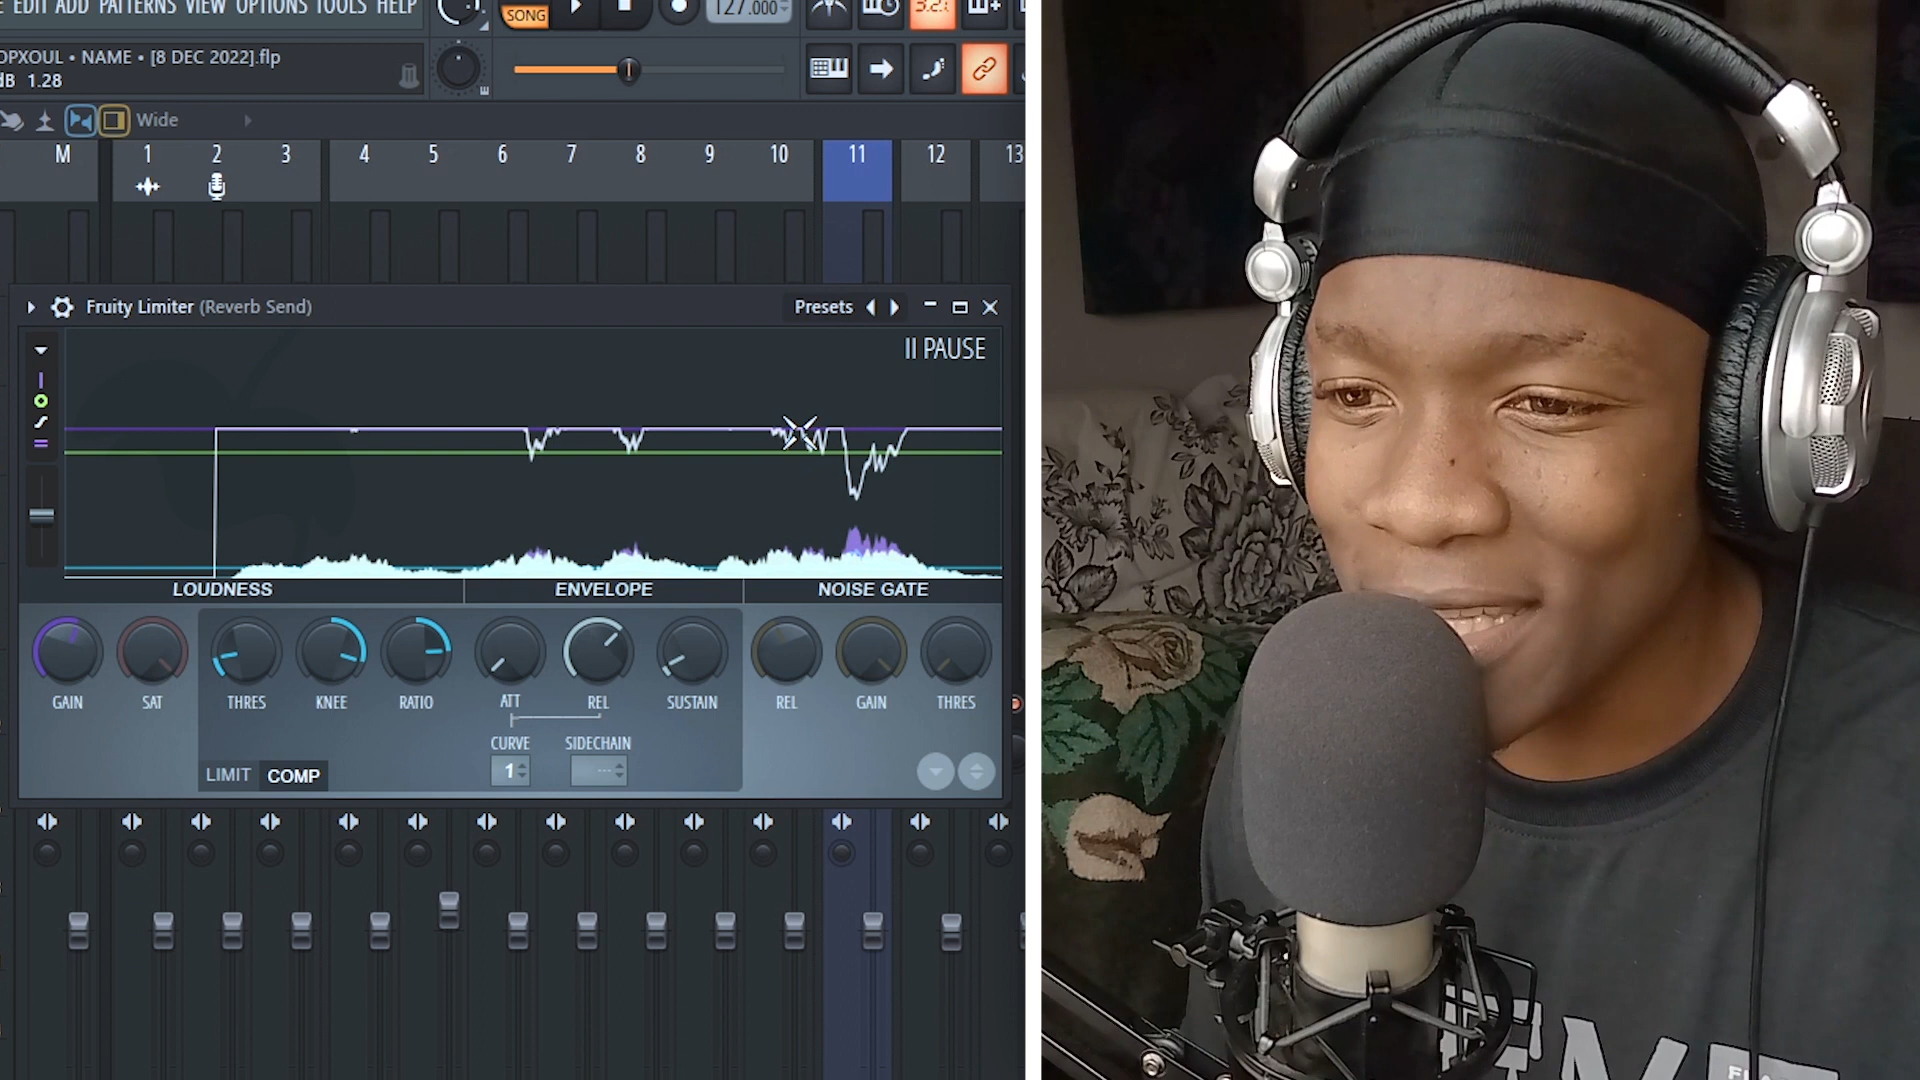 EDIT ADD PATTERNS VIEW OPTIONS TOOLS HELP
SONG
127.000
3.2.
OPXOUL • NAME • [8 DEC 2022].flp
dB 1.28
Wide
M 1 2 3 4 5 6 7 8 9 10 11 12 13
Fruity Limiter (Reverb Send)
Presets
II PAUSE
LOUDNESS ENVELOPE NOISE GATE
GAIN SAT THRES KNEE RATIO ATT REL SUSTAIN REL GAIN THRES
CURVE SIDECHAIN
1 ---
LIMIT COMP